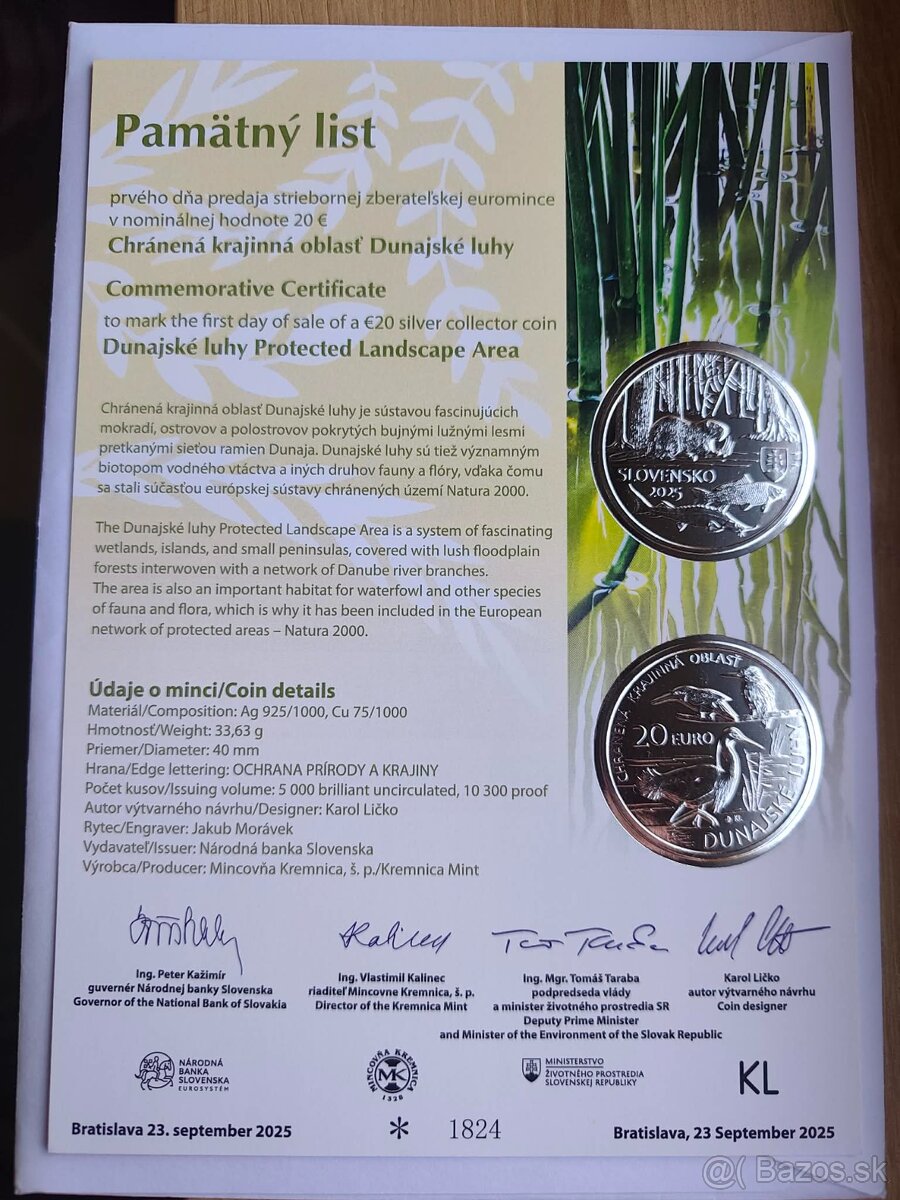 Pamätný list
prvého dňa predaja striebornej zberateľskej euromince
v nominálnej hodnote 20 €
Chránená krajinná oblasť Dunajské luhy
Commemorative Certificate
to mark the first day of sale of a €20 silver collector coin
Dunajské luhy Protected Landscape Area
Chránená krajinná oblasť Dunajské luhy je sústavou fascinujúcich
mokradí, ostrovov a polostrovov pokrytých bujnými lužnými lesmi
pretkanými sieťou ramien Dunaja. Dunajské luhy sú tiež významným
biotopom vodného vtáctva a iných druhov fauny a flóry, vďaka čomu
sa stali súčasťou európskej sústavy chránených území Natura 2000.
The Dunajské luhy Protected Landscape Area is a system of fascinating
wetlands, islands, and small peninsulas, covered with lush floodplain
forests interwoven with a network of Danube river branches.
The area is also an important habitat for waterfowl and other species
of fauna and flora, which is why it has been included in the European
network of protected areas – Natura 2000.
SLOVENSKO
2025
CHRÁNENÁ KRAJINNÁ OBLASŤ
20 EURO
DUNAJSKÉ LUHY
Údaje o minci/Coin details
Materiál/Composition: Ag 925/1000, Cu 75/1000
Hmotnosť/Weight: 33,63 g
Priemer/Diameter: 40 mm
Hrana/Edge lettering: OCHRANA PRÍRODY A KRAJINY
Počet kusov/Issuing volume: 5 000 brilliant uncirculated, 10 300 proof
Autor výtvarného návrhu/Designer: Karol Ličko
Rytec/Engraver: Jakub Morávek
Vydavateľ/Issuer: Národná banka Slovenska
Výrobca/Producer: Mincovňa Kremnica, š. p./Kremnica Mint
Ing. Peter Kažimír
guvernér Národnej banky Slovenska
Governor of the National Bank of Slovakia
Ing. Vlastimil Kalinec
riaditeľ Mincovne Kremnica, š. p.
Director of the Kremnica Mint
Ing. Mgr. Tomáš Taraba
podpredseda vlády
a minister životného prostredia SR
Deputy Prime Minister
and Minister of the Environment of the Slovak Republic
Karol Ličko
autor výtvarného návrhu
Coin designer
NÁRODNÁ
BANKA
SLOVENSKA
EUROSYSTÉM
MINCOVŇA KREMNICA
MK
1328
MINISTERSTVO
ŽIVOTNÉHO PROSTREDIA
SLOVENSKEJ REPUBLIKY
KL
Bratislava 23. september 2025
* 1824
Bratislava, 23 September 2025
@( Bazos.sk